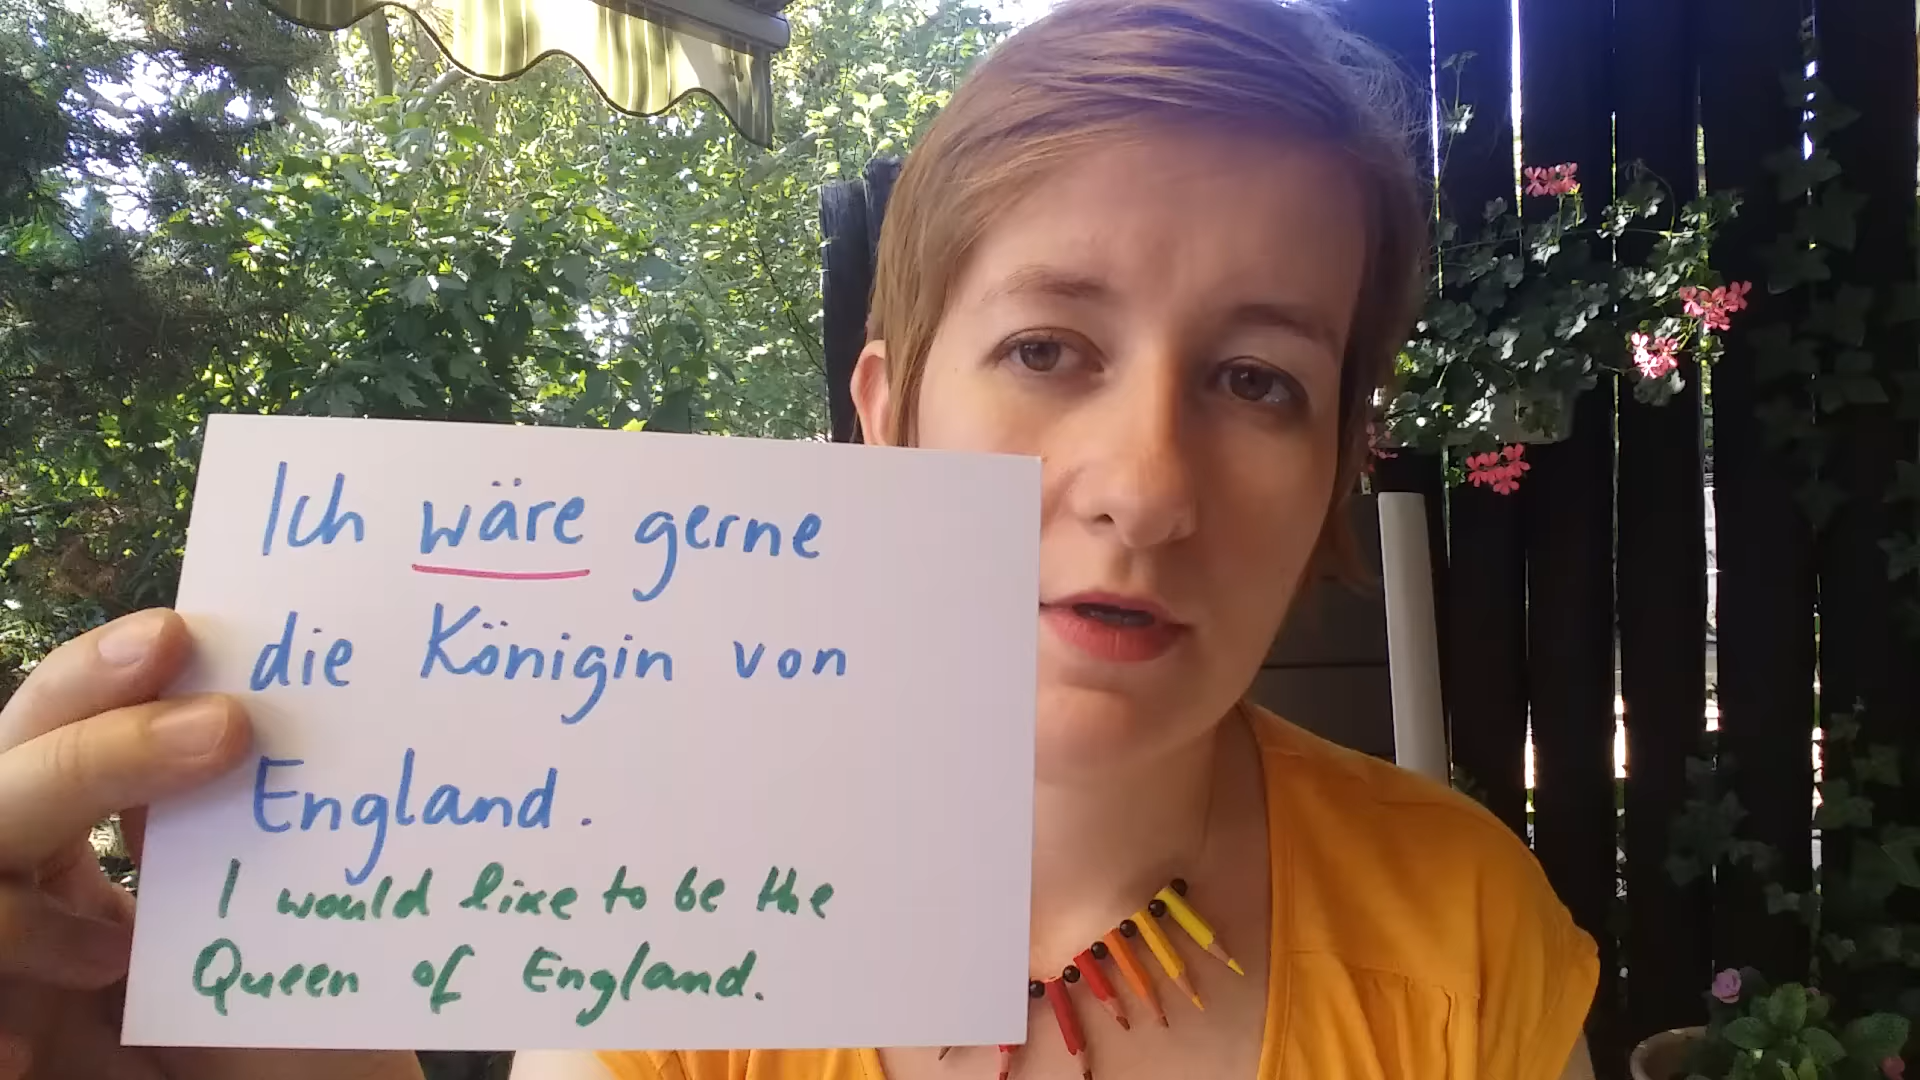 Ich wäre gerne
die Königin von
England.
I would like to be the
Queen of England.